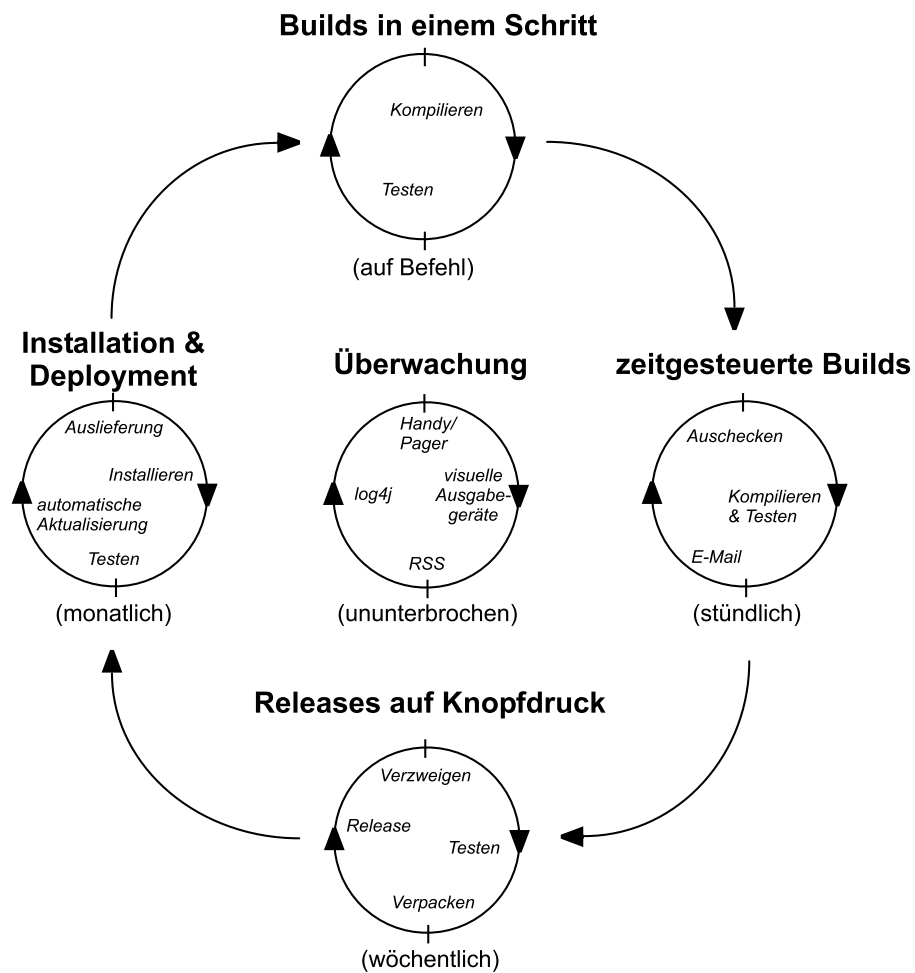 Builds in einem Schritt
Kompilieren
Testen
(auf Befehl)
Installation &
Deployment
Auslieferung
Installieren
automatische
Aktualisierung
Testen
(monatlich)
Überwachung
Handy/
Pager
visuelle
Ausgabe-
geräte
log4j
RSS
(ununterbrochen)
zeitgesteuerte Builds
Auschecken
Kompilieren
& Testen
E-Mail
(stündlich)
Releases auf Knopfdruck
Verzweigen
Release
Testen
Verpacken
(wöchentlich)